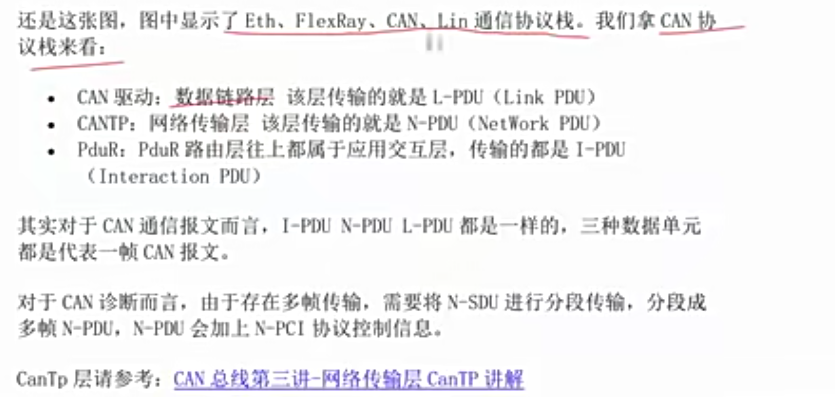 还是这张图，图中显示了 Eth、FlexRay、CAN、Lin 通信协议栈。我们拿 CAN 协
议栈来看：
• CAN 驱动：数据链路层 该层传输的就是 L-PDU（Link PDU）
• CANTP：网络传输层 该层传输的就是 N-PDU（NetWork PDU）
• PduR：PduR 路由层往上都属于应用交互层，传输的都是 I-PDU
（Interaction PDU）
其实对于 CAN 通信报文而言，I-PDU N-PDU L-PDU 都是一样的，三种数据单元
都是代表一帧 CAN 报文。
对于 CAN 诊断而言，由于存在多帧传输，需要将 N-SDU 进行分段传输，分段成
多帧 N-PDU，N-PDU 会加上 N-PCI 协议控制信息。
CanTp 层请参考：CAN 总线第三讲-网络传输层 CanTP 讲解